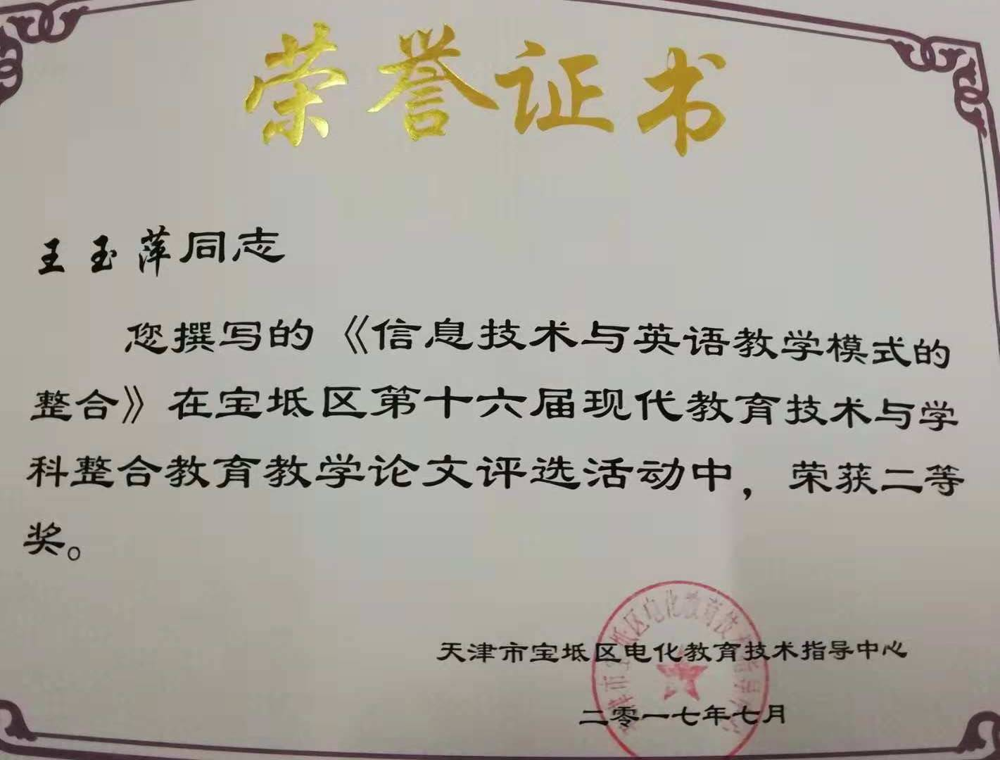 荣誉证书
王玉萍同志
您撰写的《信息技术与英语教学模式的
整合》在宝坻区第十六届现代教育技术与学
科整合教育教学论文评选活动中，荣获二等
奖。
天津市宝坻区电化教育技术指导中心
二零一七年七月